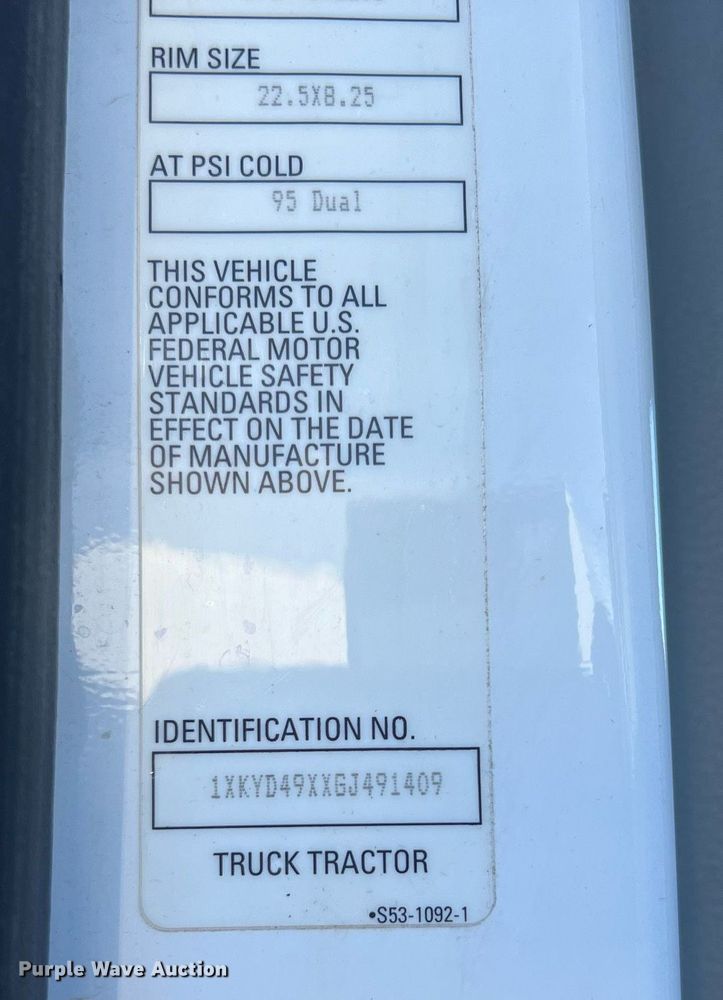 RIM SIZE
22.5X8.25
AT PSI COLD
95 Dual
THIS VEHICLE
CONFORMS TO ALL
APPLICABLE U.S.
FEDERAL MOTOR
VEHICLE SAFETY
STANDARDS IN
EFFECT ON THE DATE
OF MANUFACTURE
SHOWN ABOVE.
IDENTIFICATION NO.
1XKYD49XXGJ491409
TRUCK TRACTOR
•S53-1092-1
Purple Wave Auction